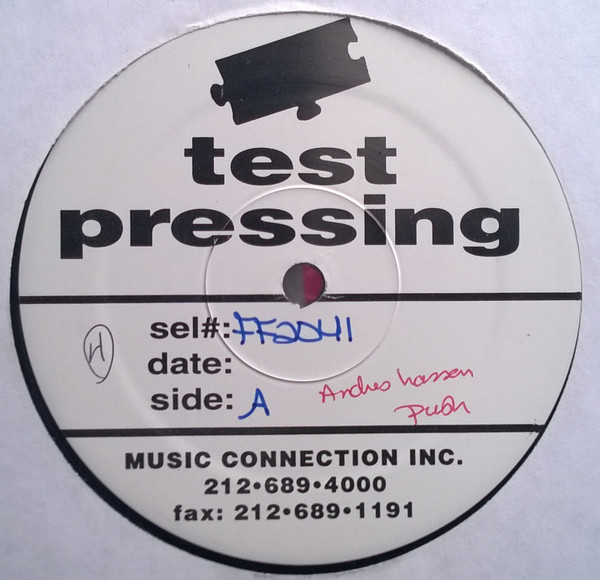 test
pressing
sel#: FF2041
H
date:
side: A
Andres hassen
push
MUSIC CONNECTION INC.
212•689•4000
fax: 212•689•1191